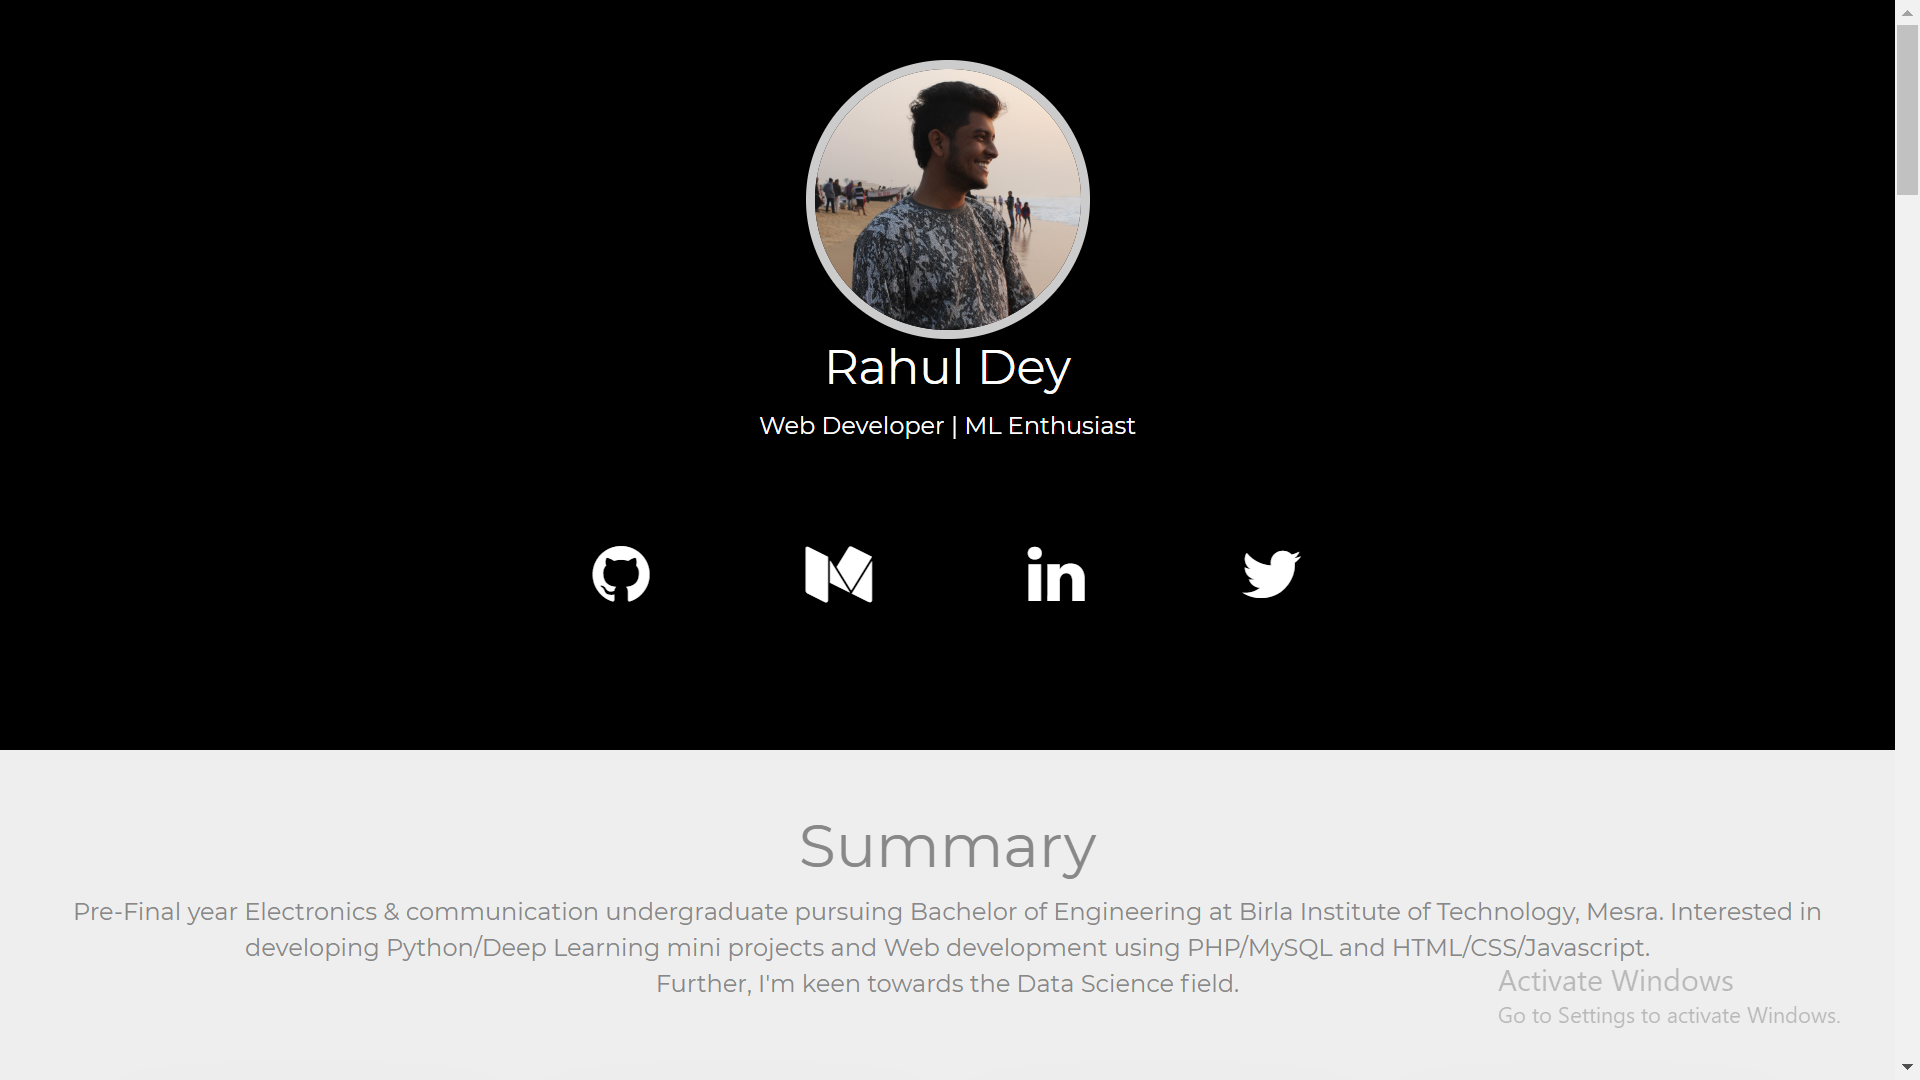 Rahul Dey
Web Developer | ML Enthusiast
Summary
Pre-Final year Electronics & communication undergraduate pursuing Bachelor of Engineering at Birla Institute of Technology, Mesra. Interested in
developing Python/Deep Learning mini projects and Web development using PHP/MySQL and HTML/CSS/Javascript.
Further, I'm keen towards the Data Science field.
Activate Windows
Go to Settings to activate Windows.